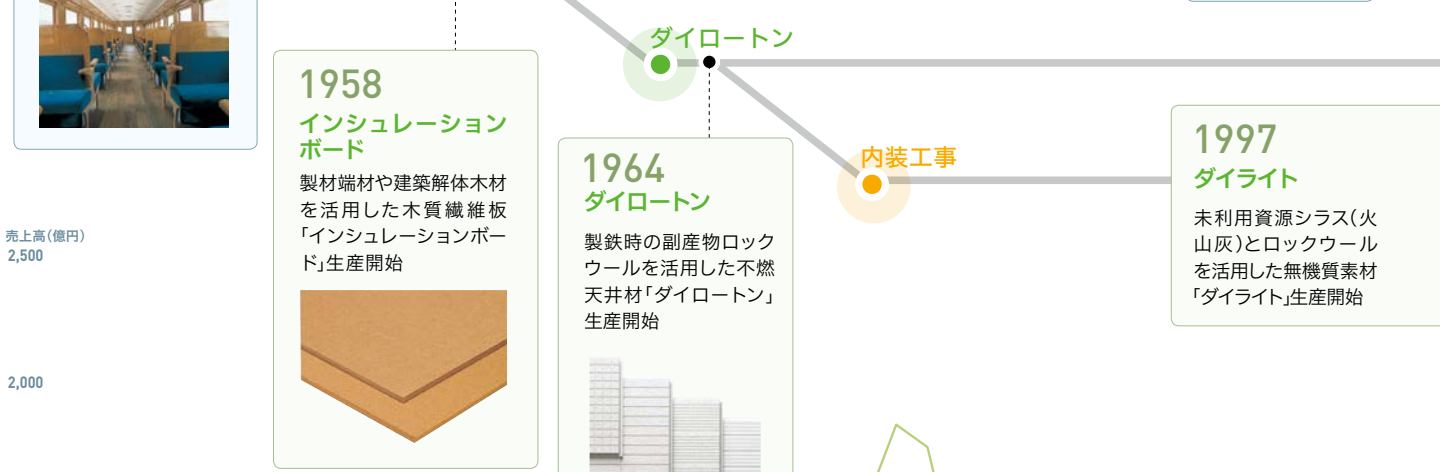 ダイロートン
1958
インシュレーション
ボード
製材端材や建築解体木材
を活用した木質繊維板
「インシュレーションボー
ド」生産開始
1964
ダイロートン
製鉄時の副産物ロック
ウールを活用した不燃
天井材「ダイロートン」
生産開始
内装工事
1997
ダイライト
未利用資源シラス(火
山灰)とロックウール
を活用した無機質素材
「ダイライト」生産開始
売上高(億円)
2,500
2,000